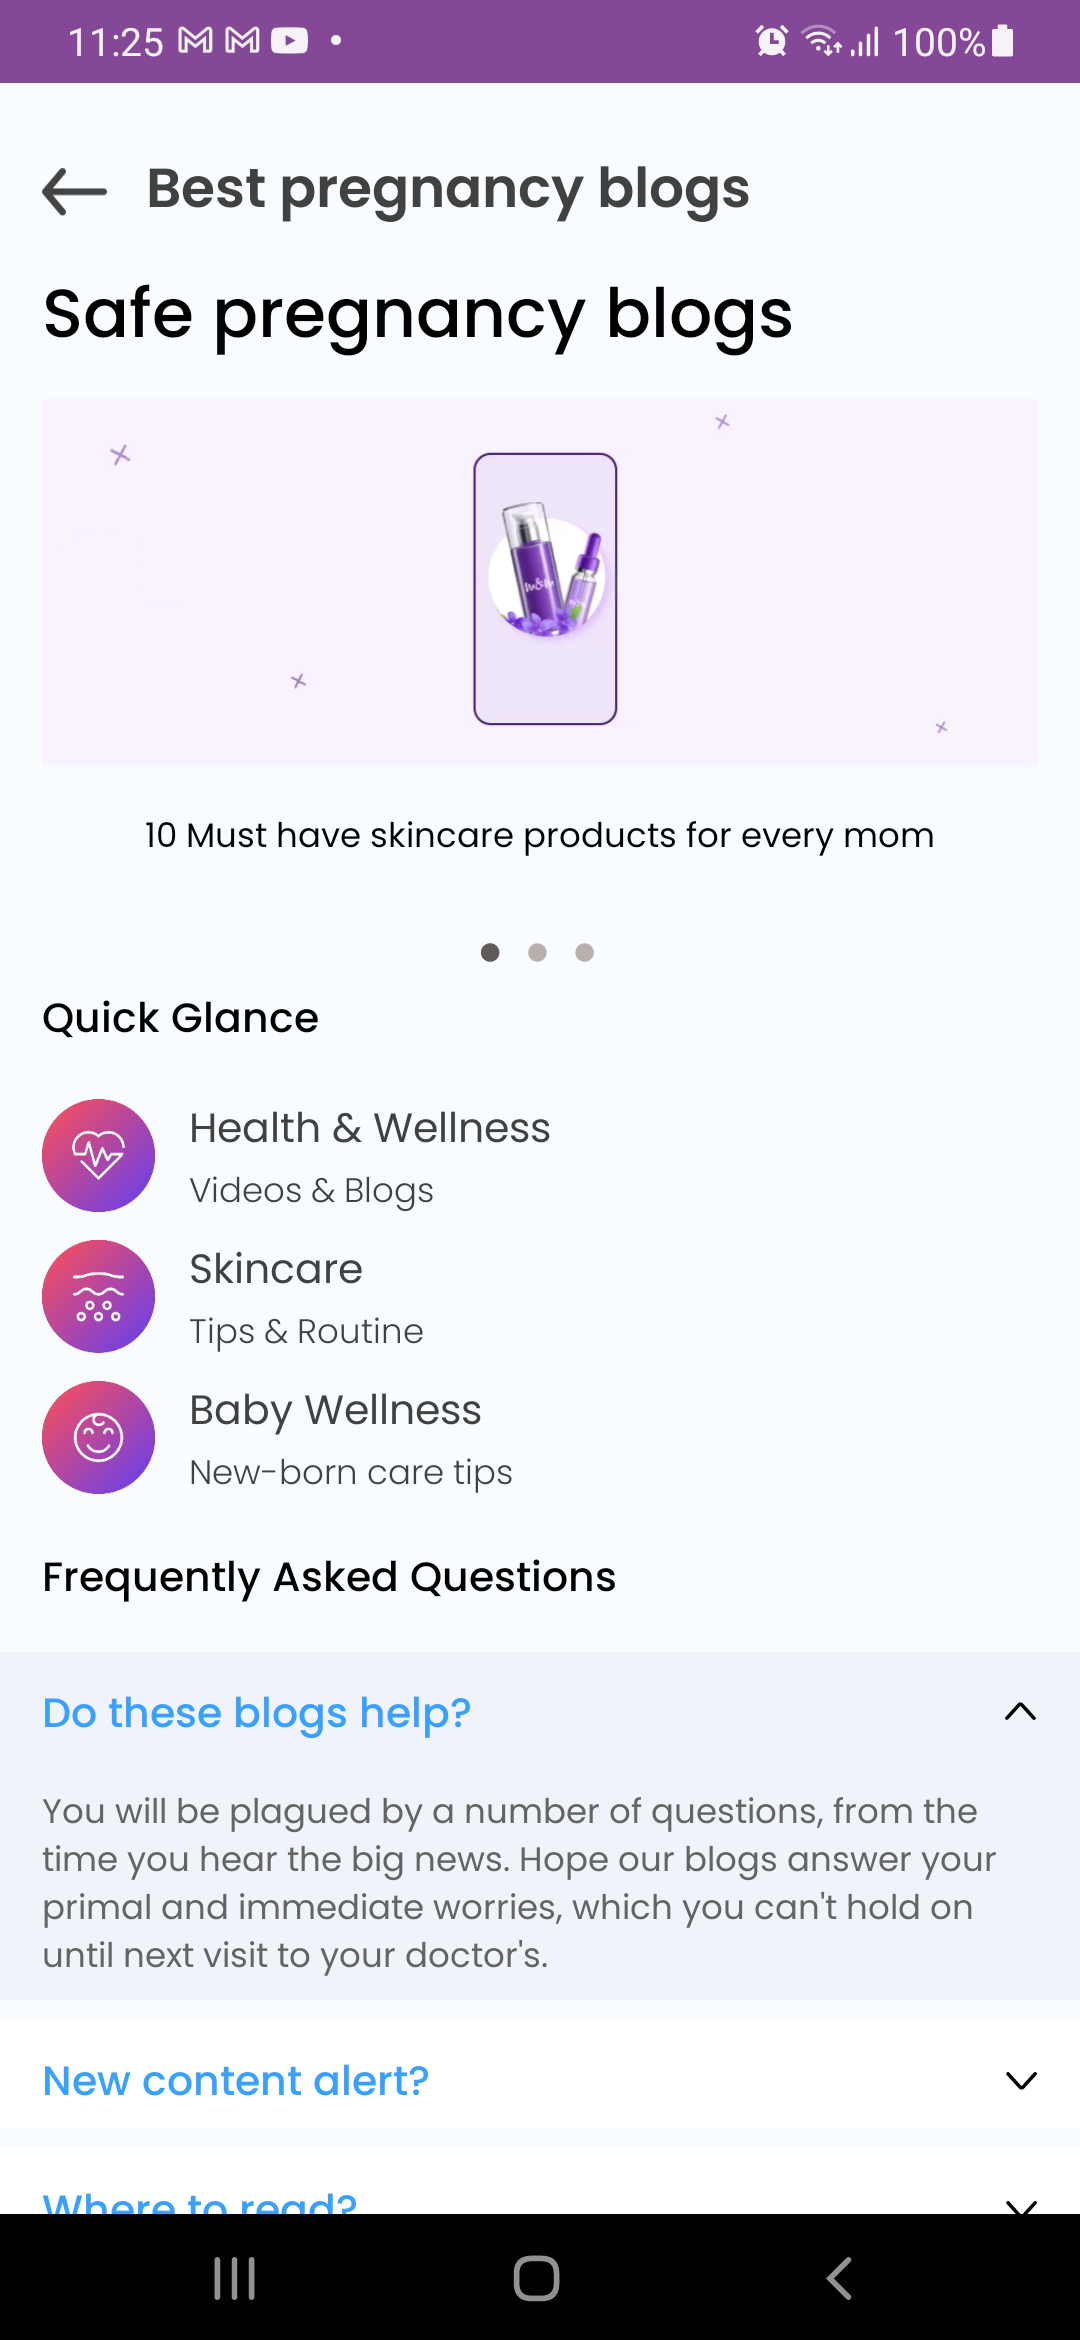 11:25
100%
Best pregnancy blogs
Safe pregnancy blogs
m&m
10 Must have skincare products for every mom
Quick Glance
Health & Wellness
Videos & Blogs
Skincare
Tips & Routine
Baby Wellness
New-born care tips
Frequently Asked Questions
Do these blogs help?
You will be plagued by a number of questions, from the
time you hear the big news. Hope our blogs answer your
primal and immediate worries, which you can't hold on
until next visit to your doctor's.
New content alert?
Where to read?